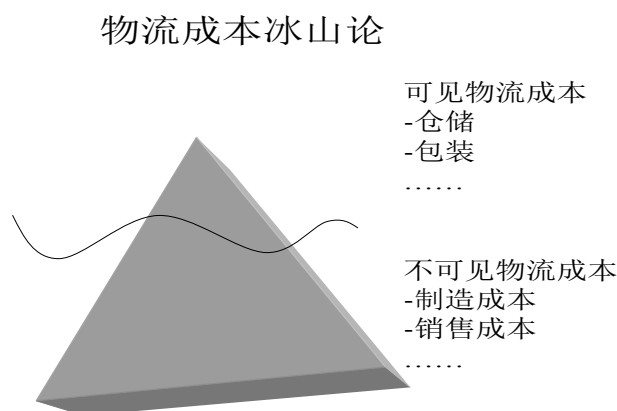 物流成本冰山论
可见物流成本
-仓储
-包装
……
不可见物流成本
-制造成本
-销售成本
……